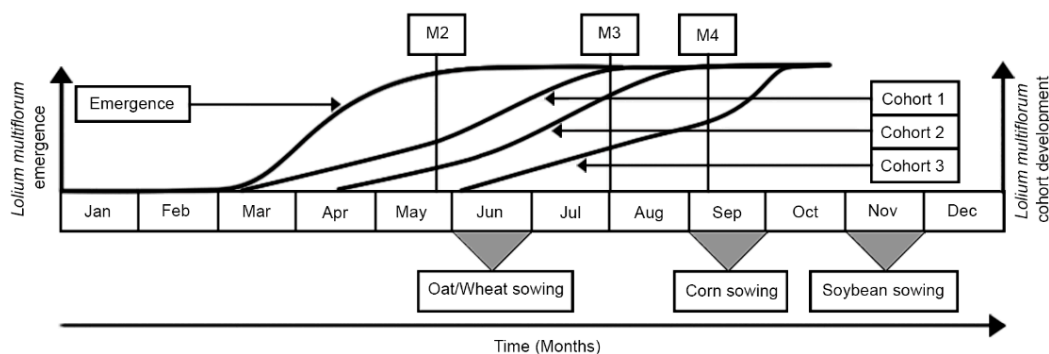 M2
M3
M4
Lolium multiflorum
emergence
Emergence
Cohort 1
Cohort 2
Cohort 3
Lolium multiflorum
cohort development
Jan Feb Mar Apr May Jun Jul Aug Sep Oct Nov Dec
Oat/Wheat sowing
Corn sowing
Soybean sowing
Time (Months)